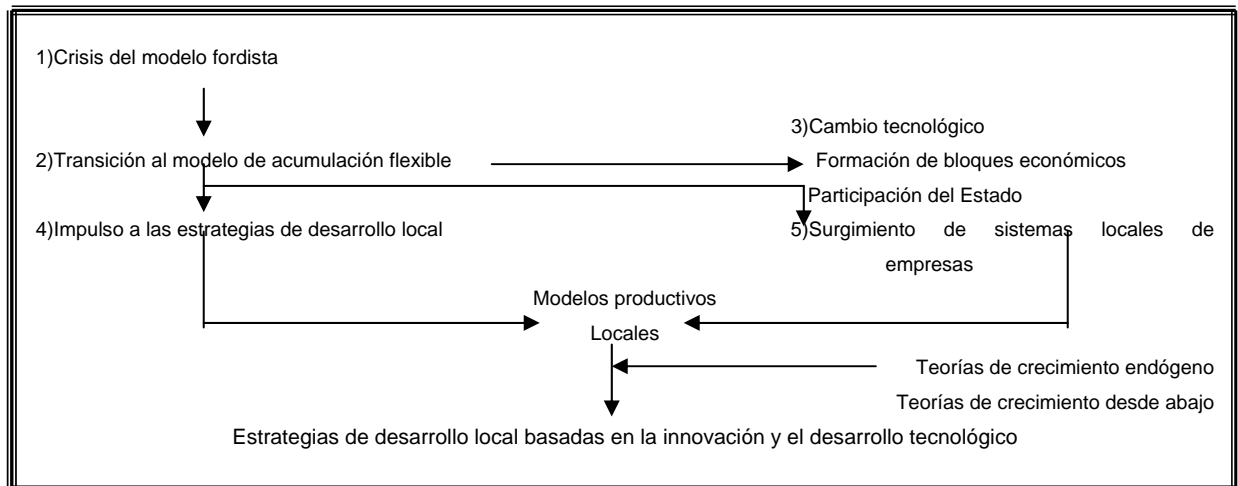 1)Crisis del modelo fordista
3)Cambio tecnológico
2)Transición al modelo de acumulación flexible
Formación de bloques económicos
Participación del Estado
4)Impulso a las estrategias de desarrollo local
5)Surgimiento de sistemas locales de
empresas
Modelos productivos
Locales
Teorías de crecimiento endógeno
Teorías de crecimiento desde abajo
Estrategias de desarrollo local basadas en la innovación y el desarrollo tecnológico